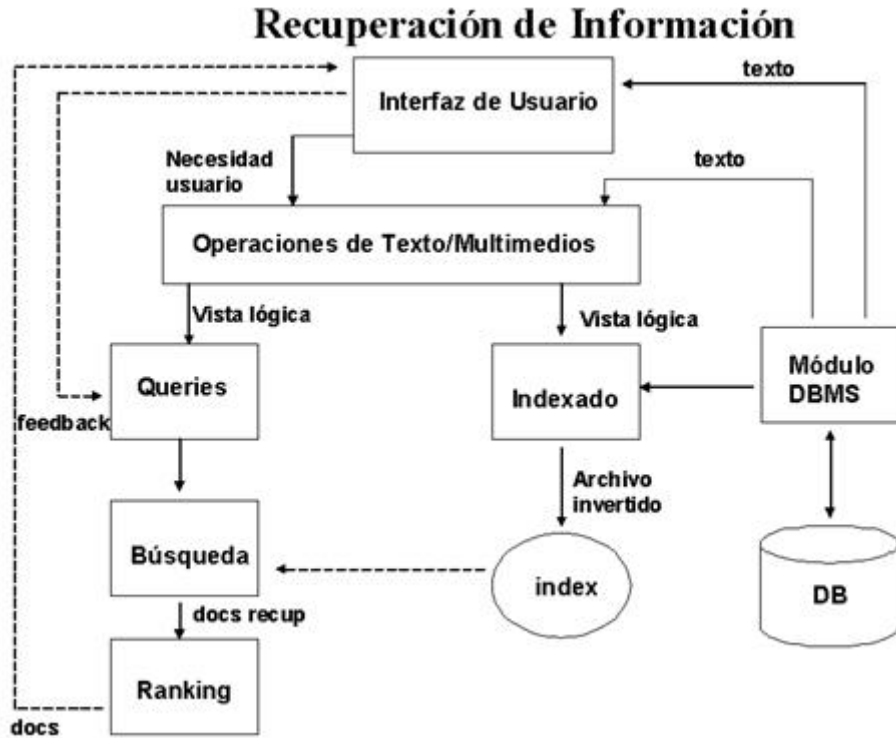 Recuperación de Información
Interfaz de Usuario
texto
Necesidad
usuario
texto
Operaciones de Texto/Multimedios
Vista lógica
Vista lógica
Queries
Indexado
Módulo
DBMS
feedback
Archivo
invertido
Búsqueda
index
DB
docs recup
Ranking
docs